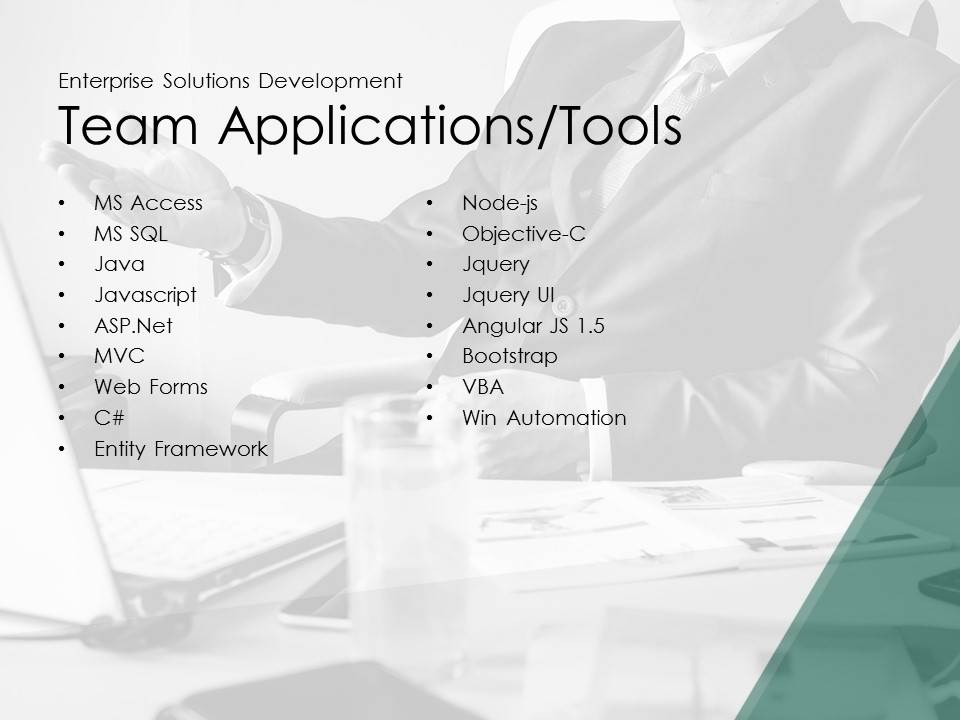 Enterprise Solutions Development
Team Applications/Tools
• MS Access
• MS SQL
• Java
• Javascript
• ASP.Net
• MVC
• Web Forms
• C#
• Entity Framework
• Node-js
• Objective-C
• Jquery
• Jquery UI
• Angular JS 1.5
• Bootstrap
• VBA
• Win Automation